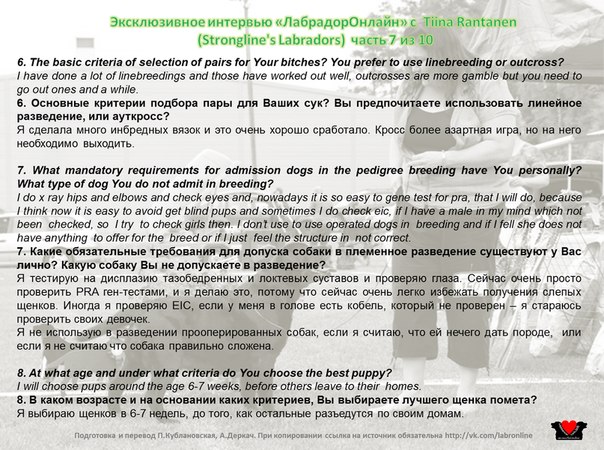 Эксклюзивное интервью «ЛабрадорОнлайн» с  Tiina Rantanen
(Strongline's Labradors)  часть 7 из 10
6. The basic criteria of selection of pairs for Your bitches? You prefer to use linebreeding or outcross?
I have done a lot of linebreedings and those have worked out well, outcrosses are more gamble but you need to
go out ones and a while.
6. Основные критерии подбора пары для Ваших сук? Вы предпочитаете использовать линейное
разведение, или ауткросс?
Я сделала много инбредных вязок и это очень хорошо сработало. Кросс более азартная игра, но на него
необходимо выходить.
7. What mandatory requirements for admission dogs in the pedigree breeding have You personally?
What type of dog You do not admit in breeding?
I do x ray hips and elbows and check eyes and, nowadays it is so easy to gene test for pra, that I will do, because
I think now it is easy to avoid get blind pups and sometimes I do check eic, if I have a male in my mind which not
been checked, so I try to check girls then. I don't use to use operated dogs in breeding and if I fell she does not
have anything to offer for the breed or if I just feel the structure in not correct.
7. Какие обязательные требования для допуска собаки в племенное разведение существуют у Вас
лично? Какую собаку Вы не допускаете в разведение?
Я тестирую на дисплазию тазобедренных и локтевых суставов и проверяю глаза. Сейчас очень просто
проверить PRA ген-тестами, и я делаю это, потому что сейчас очень легко избежать получения слепых
щенков. Иногда я проверяю EIC, если у меня в голове есть кобель, который не проверен – я стараюсь
проверить своих девочек.
Я не использую в разведении прооперированных собак, если я считаю, что ей нечего дать породе, или
если я не считаю что собака правильно сложена.
8. At what age and under what criteria do You choose the best puppy?
I will choose pups around the age 6-7 weeks, before others leave to their homes.
8. В каком возрасте и на основании каких критериев, Вы выбираете лучшего щенка помета?
Я выбираю щенков в 6-7 недель, до того, как остальные разъедутся по своим домам.
Подготовка и перевод П.Кублановская, А.Деркач. При копировании ссылка на источник обязательна http://vk.com/labronline